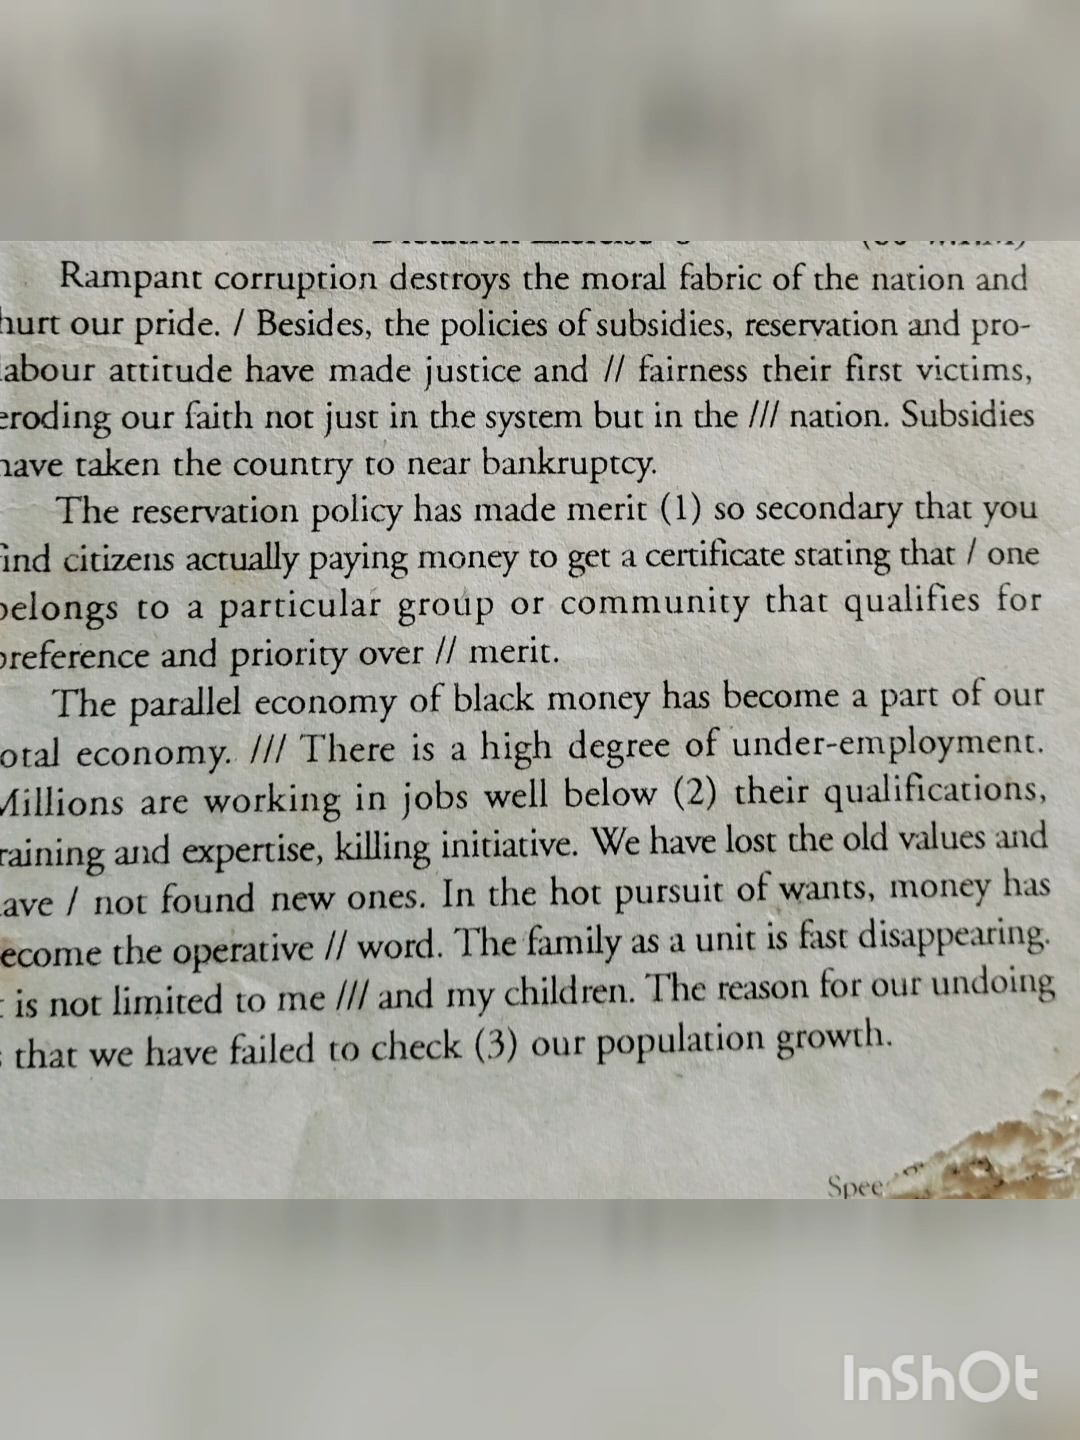 Rampant corruption destroys the moral fabric of the nation and
hurt our pride. / Besides, the policies of subsidies, reservation and pro-
labour attitude have made justice and // fairness their first victims,
eroding our faith not just in the system but in the /// nation. Subsidies
have taken the country to near bankruptcy.
The reservation policy has made merit (1) so secondary that you
find citizens actually paying money to get a certificate stating that / one
belongs to a particular group or community that qualifies for
preference and priority over // merit.
The parallel economy of black money has become a part of our
otal economy. /// There is a high degree of under-employment.
Millions are working in jobs well below (2) their qualifications,
raining and expertise, killing initiative. We have lost the old values and
ave / not found new ones. In the hot pursuit of wants, money has
ecome the operative // word. The family as a unit is fast disappearing.
is not limited to me /// and my children. The reason for our undoing
that we have failed to check (3) our population growth.
Spee
InShOt